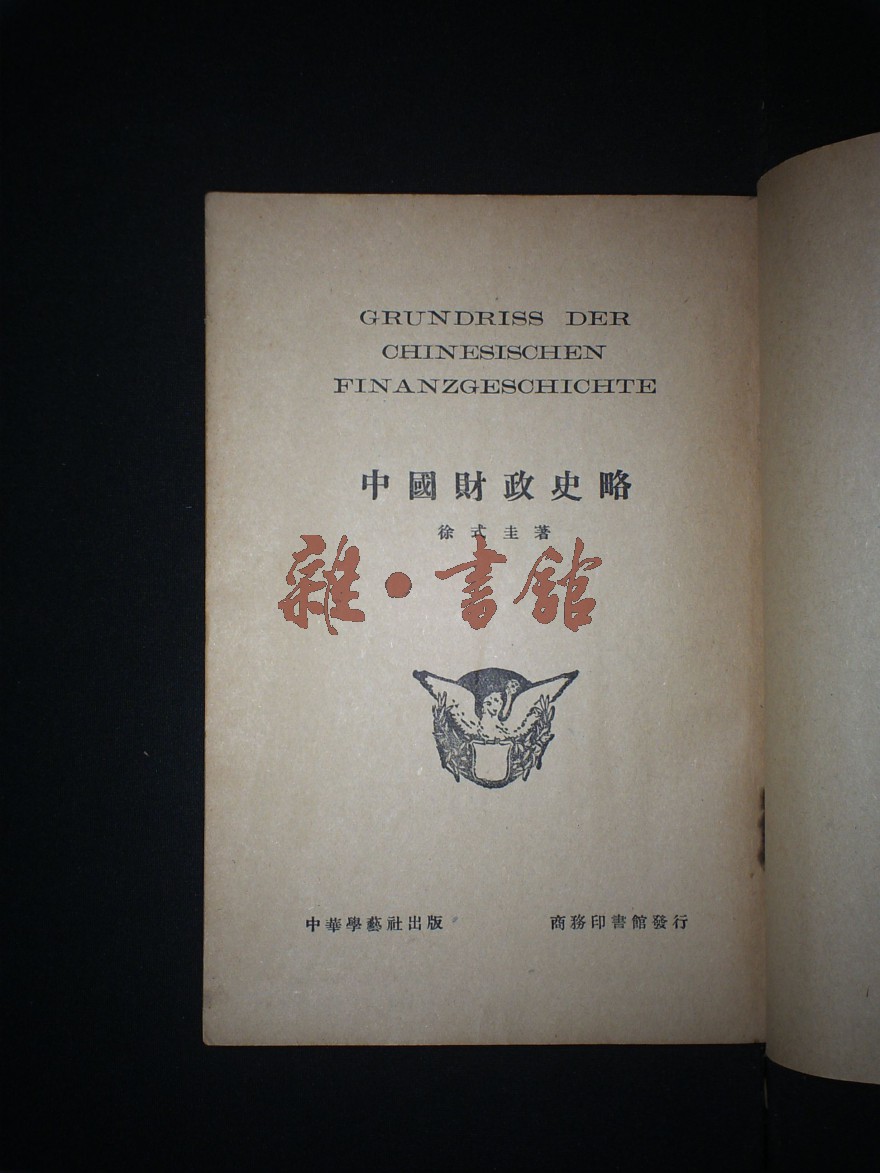 GRUNDRISS DER
CHINESISCHEN
FINANZGESCHICHTE
中國財政史略
徐式圭著
雜·書館
中華學藝社出版
商務印書館發行